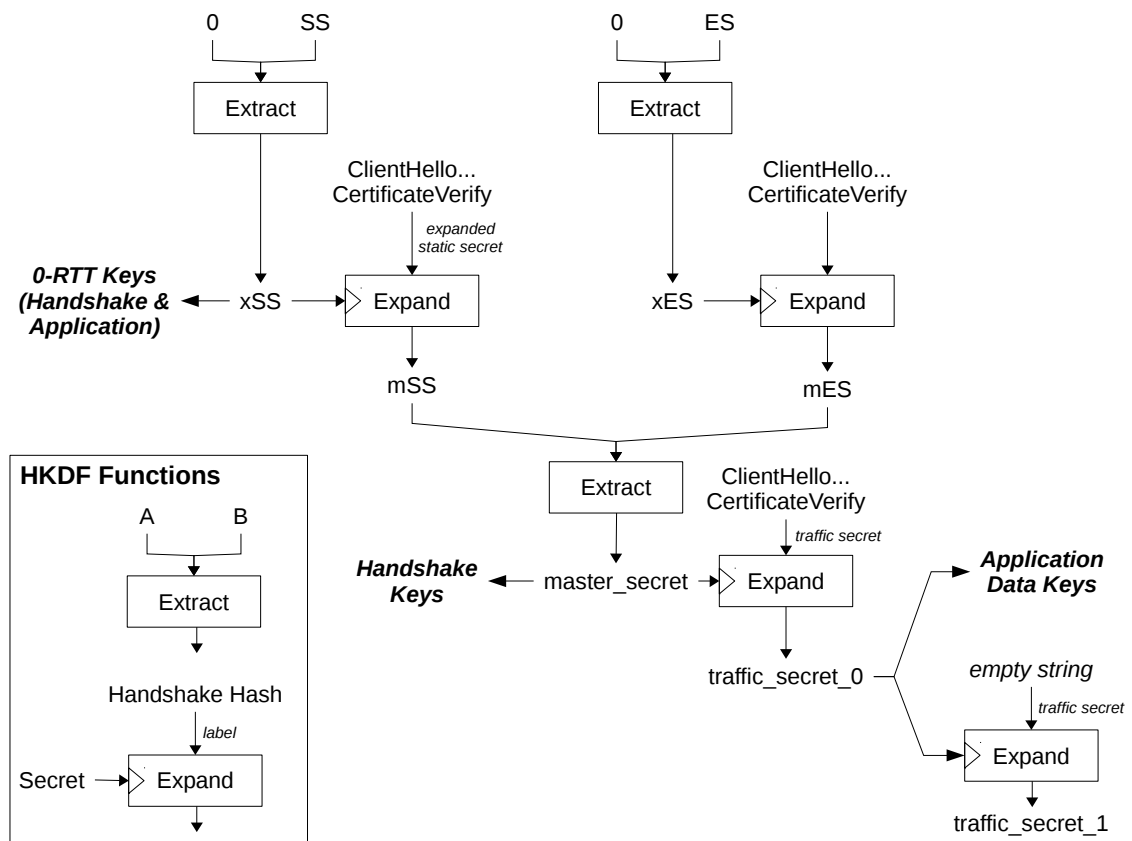 0 SS
0 ES
Extract
Extract
ClientHello...
CertificateVerify
ClientHello...
CertificateVerify
expanded
static secret
0-RTT Keys
(Handshake &
Application)
xSS
Expand
xES
Expand
mSS
mES
Extract
ClientHello...
CertificateVerify
traffic secret
Handshake
Keys
master_secret
Expand
Application
Data Keys
traffic_secret_0
empty string
traffic secret
Expand
traffic_secret_1
HKDF Functions
A B
Extract
Handshake Hash
label
Secret
Expand